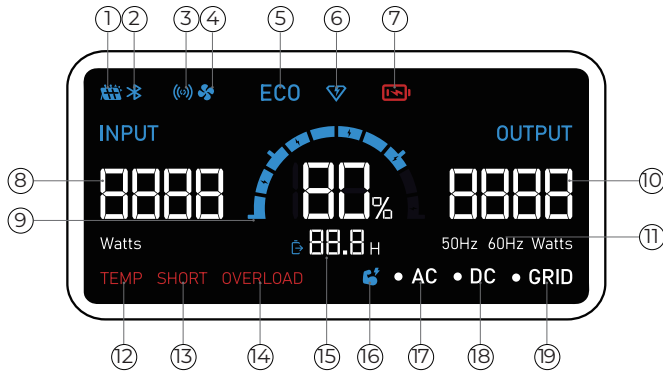 ① ② ③ ④ ⑤ ⑥ ⑦
ECO
INPUT OUTPUT
⑧ 8888 80% 8888 ⑩
⑨ ⑪
Watts 88.8 H 50Hz 60Hz Watts
TEMP SHORT OVERLOAD • AC • DC • GRID
⑫ ⑬ ⑭ ⑮ ⑯ ⑰ ⑱ ⑲